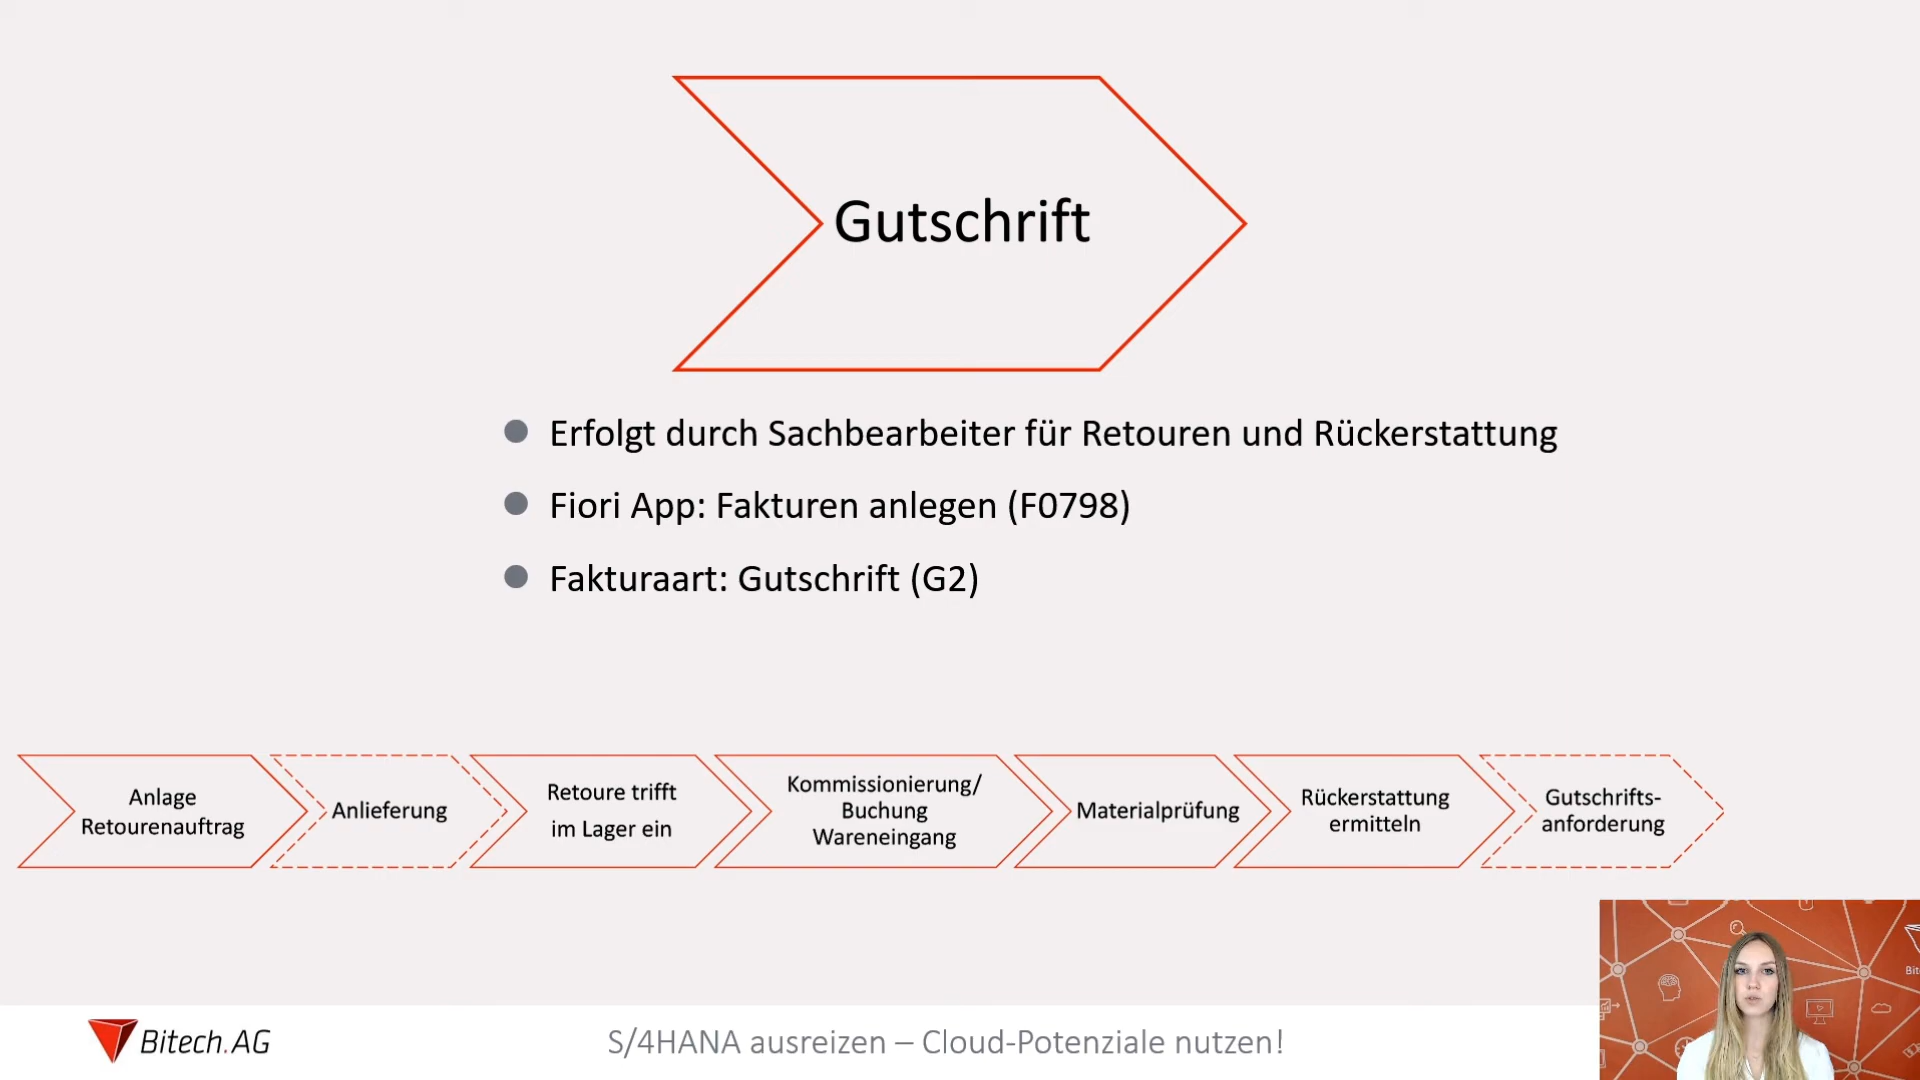 Gutschrift
Erfolgt durch Sachbearbeiter für Retouren und Rückerstattung
Fiori App: Fakturen anlegen (F0798)
Fakturaart: Gutschrift (G2)
Anlage
Retourenauftrag
Anlieferung
Retoure trifft
im Lager ein
Kommissionierung/
Buchung
Wareneingang
Materialprüfung
Rückerstattung
ermitteln
Gutschrifts-
anforderung
Bitech.AG
S/4HANA ausreizen – Cloud-Potenziale nutzen!